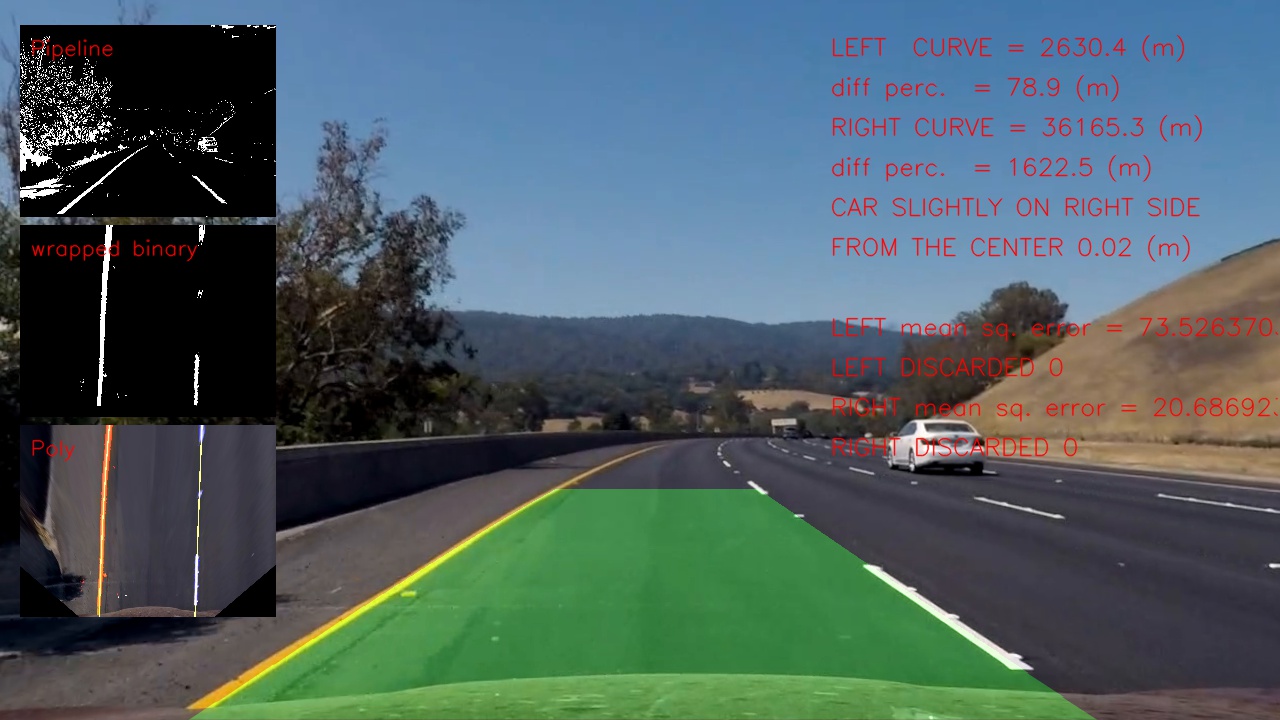 Pipeline
wrapped binary
Poly
LEFT CURVE = 2630.4 (m)
diff perc. = 78.9 (m)
RIGHT CURVE = 36165.3 (m)
diff perc. = 1622.5 (m)
CAR SLIGHTLY ON RIGHT SIDE
FROM THE CENTER 0.02 (m)
LEFT mean sq. error = 73.526370
LEFT DISCARDED 0
RIGHT mean sq. error = 20.68692
RIGHT DISCARDED 0